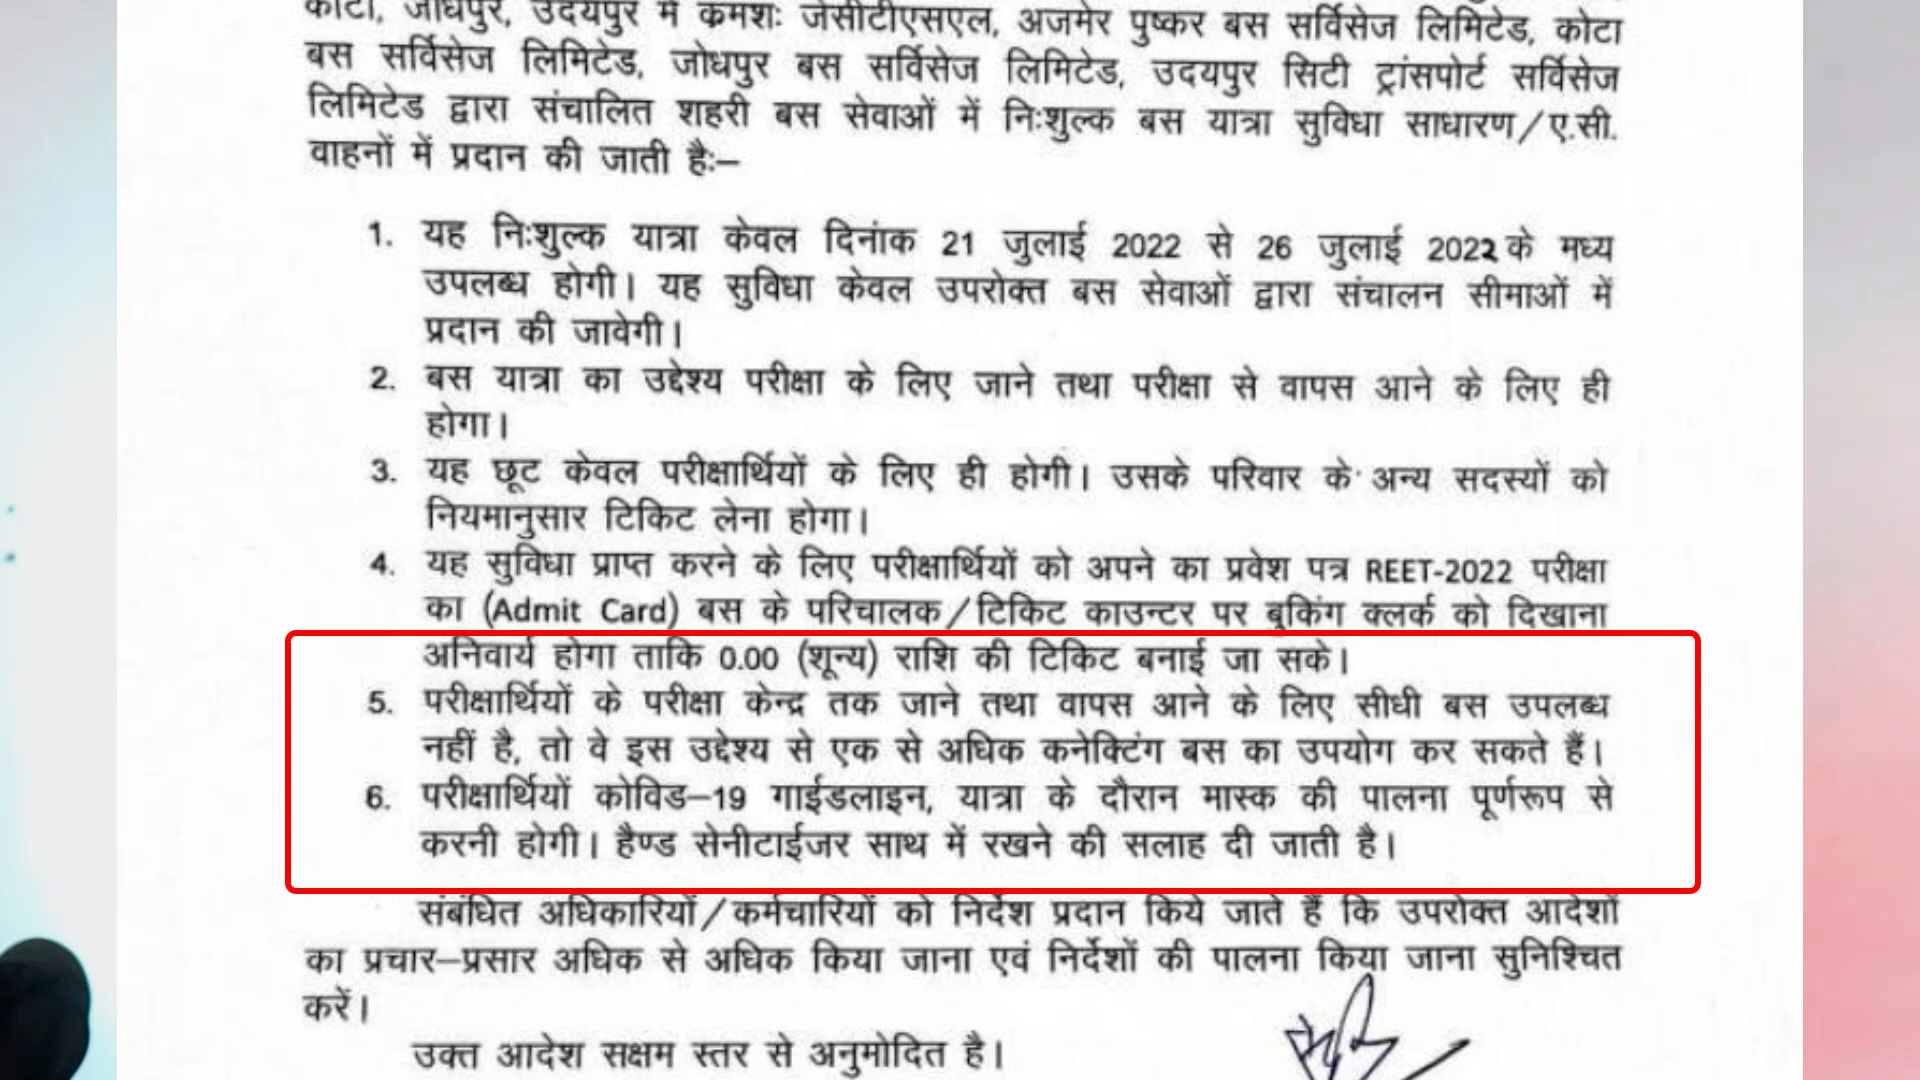 कोटा, जोधपुर, उदयपुर में क्रमशः जेसीटीएसएल, अजमेर पुष्कर बस सर्विसेज लिमिटेड, कोटा
बस सर्विसेज लिमिटेड, जोधपुर बस सर्विसेज लिमिटेड, उदयपुर सिटी ट्रांसपोर्ट सर्विसेज
लिमिटेड द्वारा संचालित शहरी बस सेवाओं में निःशुल्क बस यात्रा सुविधा साधारण/ए.सी.
वाहनों में प्रदान की जाती हैः–
1. यह निःशुल्क यात्रा केवल दिनांक 21 जुलाई 2022 से 26 जुलाई 2022 के मध्य
उपलब्ध होगी। यह सुविधा केवल उपरोक्त बस सेवाओं द्वारा संचालन सीमाओं में
प्रदान की जावेगी।
2. बस यात्रा का उद्देश्य परीक्षा के लिए जाने तथा परीक्षा से वापस आने के लिए ही
होगा।
3. यह छूट केवल परीक्षार्थियों के लिए ही होगी। उसके परिवार के अन्य सदस्यों को
नियमानुसार टिकिट लेना होगा।
4. यह सुविधा प्राप्त करने के लिए परीक्षार्थियों को अपने का प्रवेश पत्र REET-2022 परीक्षा
का (Admit Card) बस के परिचालक/टिकिट काउन्टर पर बुकिंग क्लर्क को दिखाना
अनिवार्य होगा ताकि 0.00 (शून्य) राशि की टिकिट बनाई जा सके।
5. परीक्षार्थियों के परीक्षा केन्द्र तक जाने तथा वापस आने के लिए सीधी बस उपलब्ध
नहीं है, तो वे इस उद्देश्य से एक से अधिक कनेक्टिंग बस का उपयोग कर सकते हैं।
6. परीक्षार्थियों कोविड–19 गाईडलाइन, यात्रा के दौरान मास्क की पालना पूर्णरूप से
करनी होगी। हैण्ड सेनीटाईजर साथ में रखने की सलाह दी जाती है।
संबंधित अधिकारियों/कर्मचारियों को निर्देश प्रदान किये जाते हैं कि उपरोक्त आदेशों
का प्रचार–प्रसार अधिक से अधिक किया जाना एवं निर्देशों की पालना किया जाना सुनिश्चित
करें।
उक्त आदेश सक्षम स्तर से अनुमोदित है।